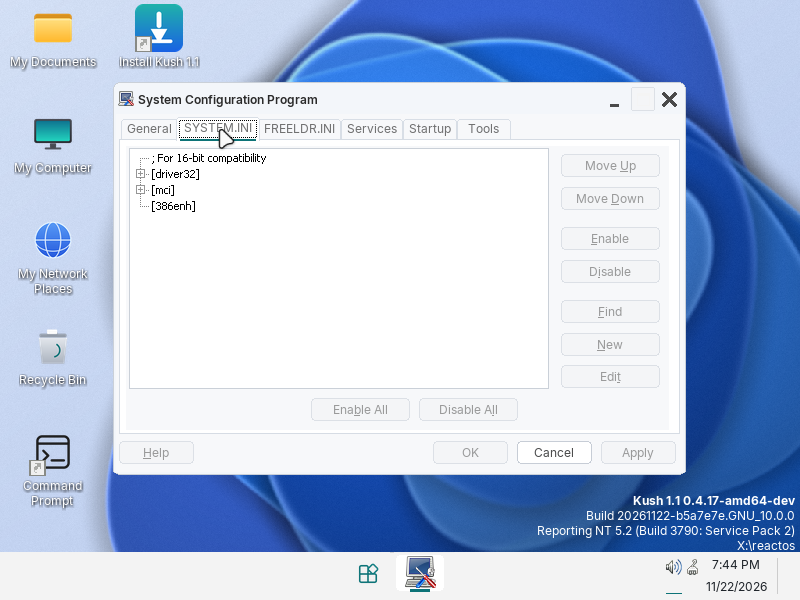 My Documents
Install Kush 1.1
My Computer
My Network
Places
Recycle Bin
Command
Prompt
System Configuration Program
General
SYSTEM.INI
FREELDR.INI
Services
Startup
Tools
; For 16-bit compatibility
[driver32]
[mci]
[386enh]
Move Up
Move Down
Enable
Disable
Find
New
Edit
Enable All
Disable All
Help
OK
Cancel
Apply
Kush 1.1 0.4.17-amd64-dev
Build 20261122-b5a7e7e.GNU_10.0.0
Reporting NT 5.2 (Build 3790: Service Pack 2)
X:\reactos
7:44 PM
11/22/2026